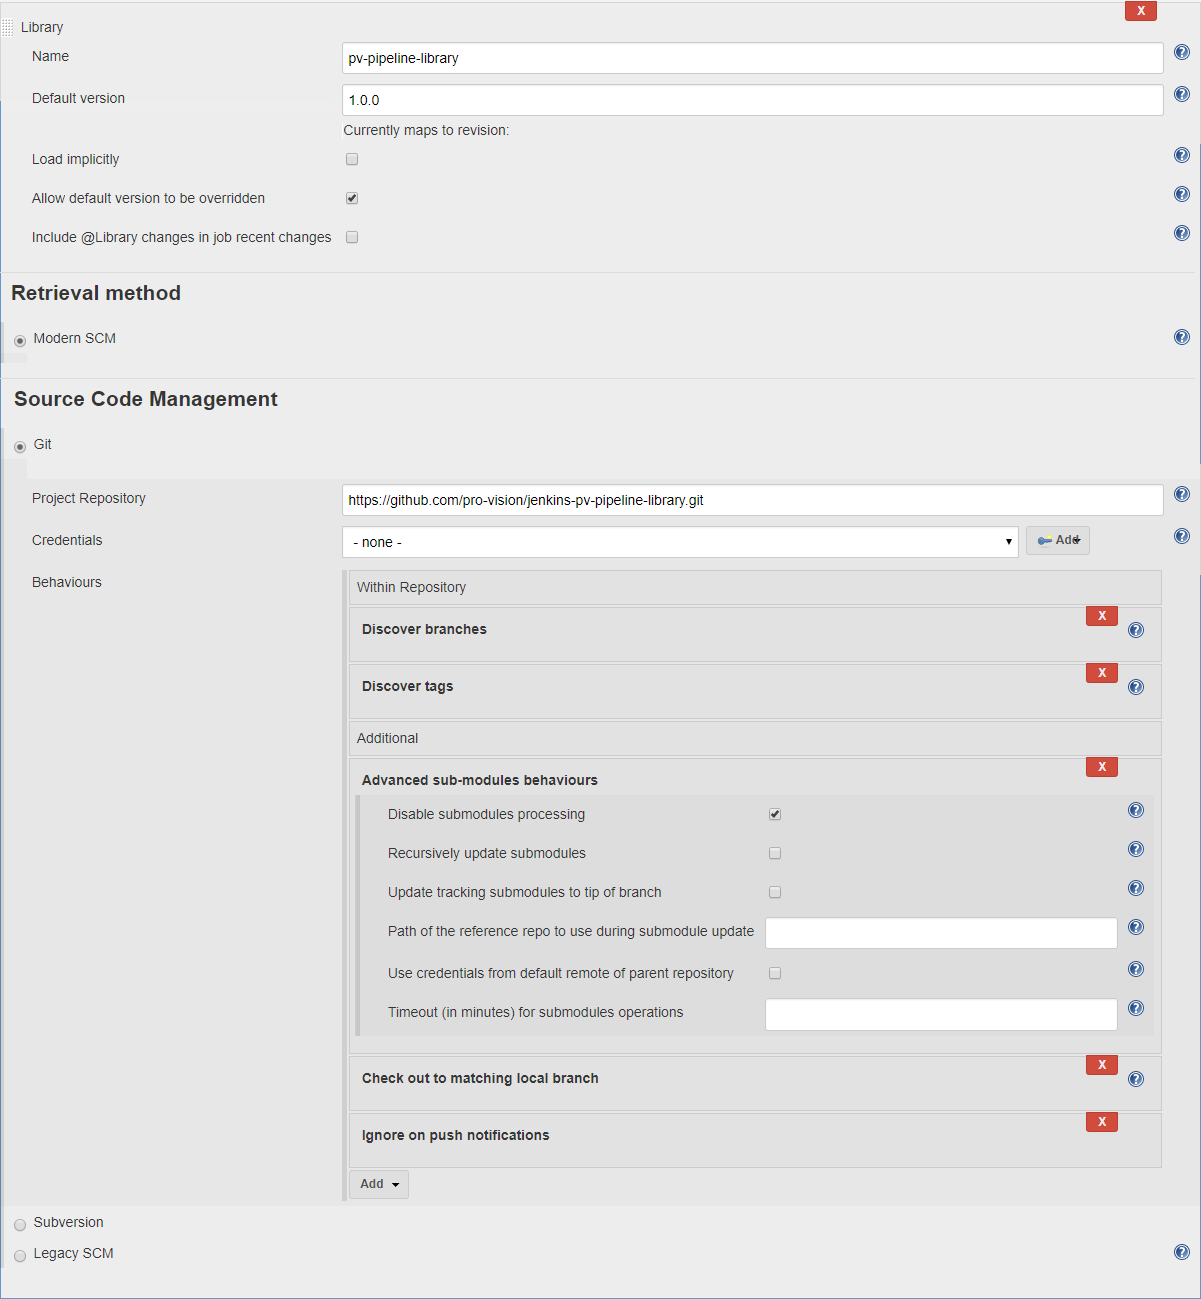 X
Library
Name
pv-pipeline-library
?
Default version
1.0.0
?
Currently maps to revision:
Load implicitly
?
Allow default version to be overridden
?
Include @Library changes in job recent changes
?
Retrieval method
Modern SCM
?
Source Code Management
Git
Project Repository
https://github.com/pro-vision/jenkins-pv-pipeline-library.git
?
Credentials
- none -
Add
?
Behaviours
Within Repository
X
Discover branches
?
X
Discover tags
?
Additional
X
Advanced sub-modules behaviours
Disable submodules processing
?
Recursively update submodules
?
Update tracking submodules to tip of branch
?
Path of the reference repo to use during submodule update
?
Use credentials from default remote of parent repository
?
Timeout (in minutes) for submodules operations
?
X
Check out to matching local branch
?
X
Ignore on push notifications
Add
Subversion
Legacy SCM
?